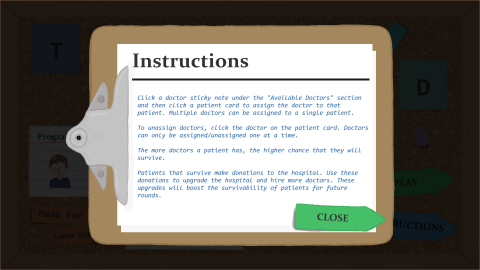 Instructions
Click a doctor sticky note under the "Available Doctors" section
and then click a patient card to assign the doctor to that
patient. Multiple doctors can be assigned to a single patient.
To unassign doctors, click the doctor on the patient card. Doctors
can only be assigned/unassigned one at a time.
The more doctors a patient has, the higher chance that they will
survive.
Patients that survive make donations to the hospital. Use these
donations to upgrade the hospital and hire more doctors. These
upgrades will boost the survivability of patients for future
rounds.
CLOSE
T
D
Progra
PLAY
Made For
UCTIONS